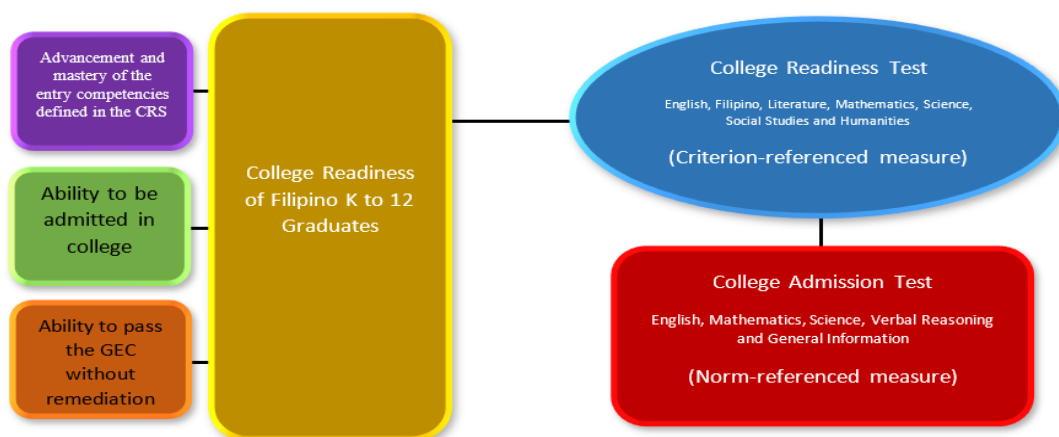 Advancement and
mastery of the
entry competencies
defined in the CRS
Ability to be
admitted in
college
Ability to pass
the GEC
without
remediation
College Readiness
of Filipino K to 12
Graduates
College Readiness Test
English, Filipino, Literature, Mathematics, Science,
Social Studies and Humanities
(Criterion-referenced measure)
College Admission Test
English, Mathematics, Science, Verbal Reasoning
and General Information
(Norm-referenced measure)